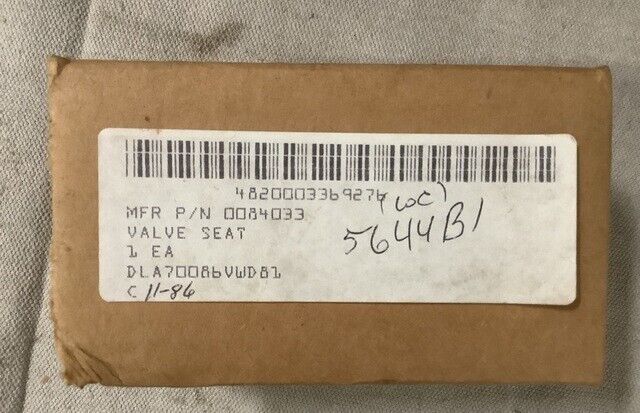 4820003369276
MFR P/N 0084033
VALVE SEAT
1 EA
DLA70086VWD81
C 11-86
(LOC)
5644B1